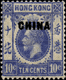 HONG KONG
CHINA
10c 10c
TEN CENTS